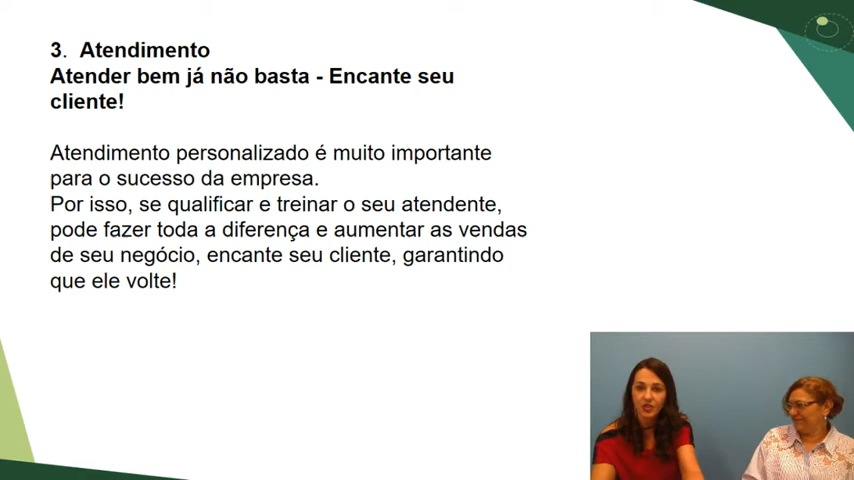 3.  Atendimento
Atender bem já não basta - Encante seu
cliente!
Atendimento personalizado é muito importante
para o sucesso da empresa.
Por isso, se qualificar e treinar o seu atendente,
pode fazer toda a diferença e aumentar as vendas
de seu negócio, encante seu cliente, garantindo
que ele volte!